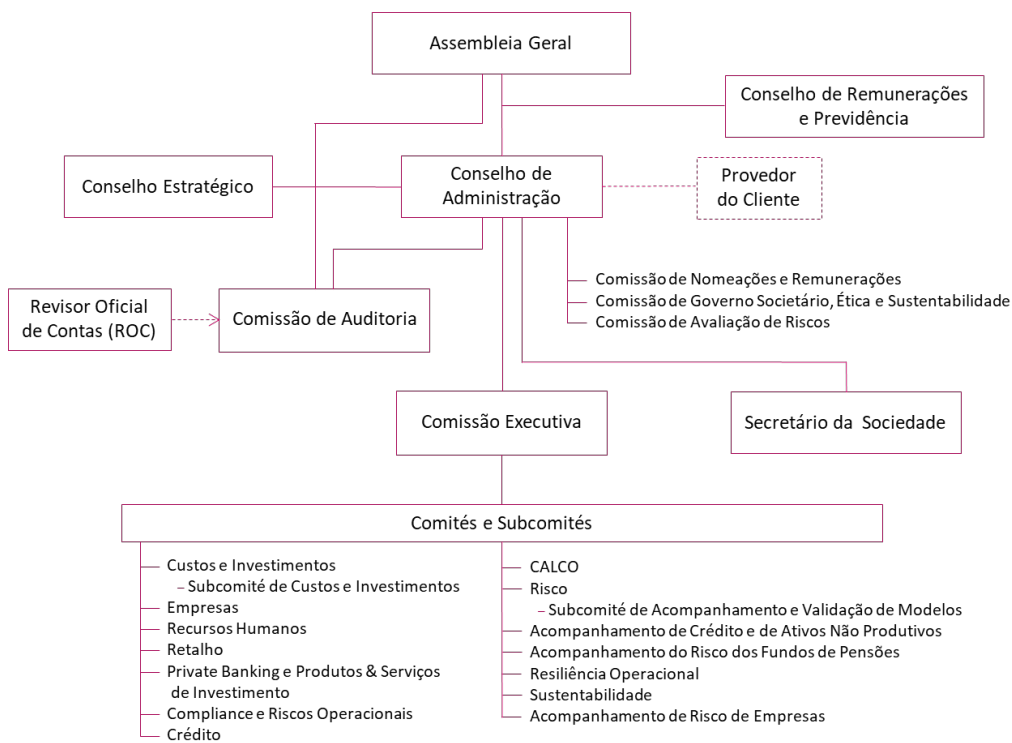 Assembleia Geral
Conselho de Remunerações
e Previdência
Conselho Estratégico
Conselho de
Administração
Provedor
do Cliente
Comissão de Nomeações e Remunerações
Comissão de Governo Societário, Ética e Sustentabilidade
Comissão de Avaliação de Riscos
Revisor Oficial
de Contas (ROC)
Comissão de Auditoria
Comissão Executiva
Secretário da Sociedade
Comités e Subcomités
Custos e Investimentos
– Subcomité de Custos e Investimentos
Empresas
Recursos Humanos
Retalho
Private Banking e Produtos & Serviços
de Investimento
Compliance e Riscos Operacionais
Crédito
CALCO
Risco
– Subcomité de Acompanhamento e Validação de Modelos
Acompanhamento de Crédito e de Ativos Não Produtivos
Acompanhamento do Risco dos Fundos de Pensões
Resiliência Operacional
Sustentabilidade
Acompanhamento de Risco de Empresas